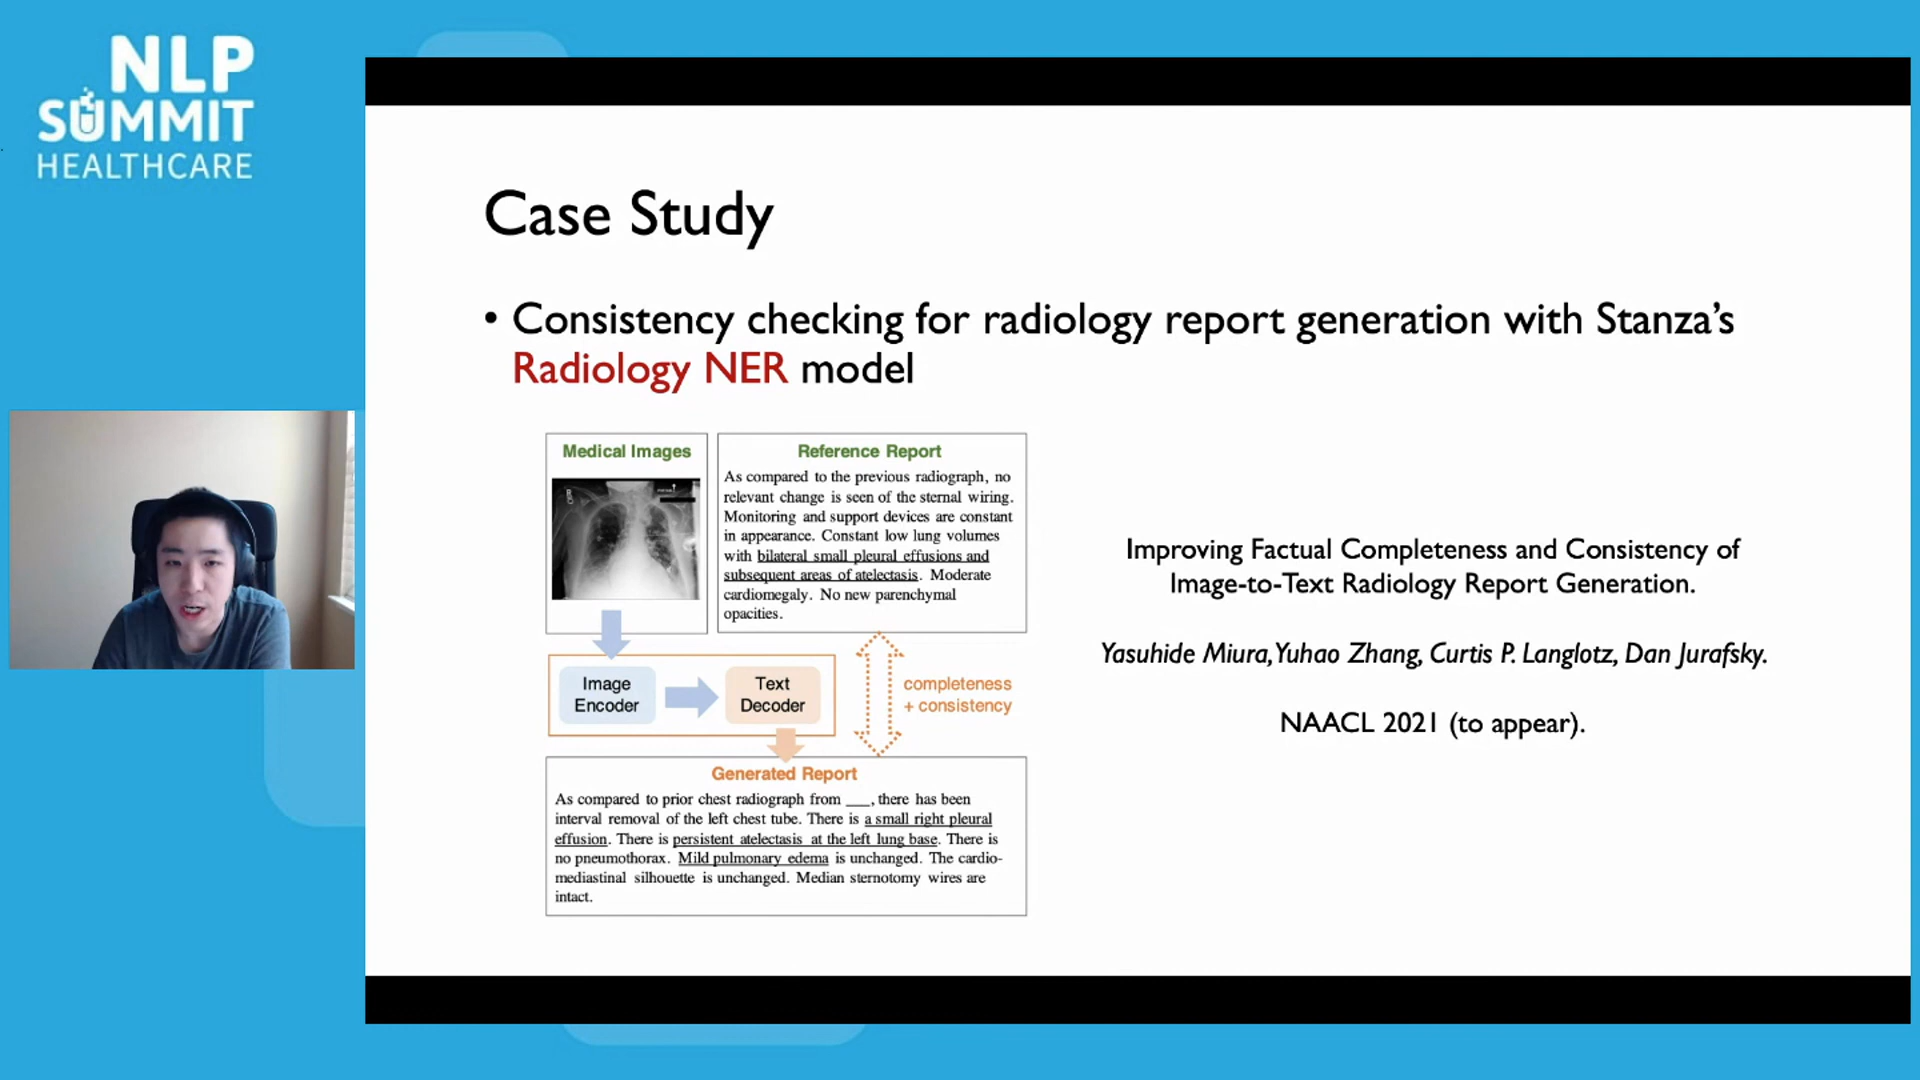 NLP
SUMMIT
HEALTHCARE
Case Study
• Consistency checking for radiology report generation with Stanza's
Radiology NER model
Medical Images
Reference Report
As compared to the previous radiograph, no
relevant change is seen of the sternal wiring.
Monitoring and support devices are constant
in appearance. Constant low lung volumes
with bilateral small pleural effusions and
subsequent areas of atelectasis. Moderate
cardiomegaly. No new parenchymal
opacities.
Image
Encoder
Text
Decoder
completeness
+ consistency
Generated Report
As compared to prior chest radiograph from ___, there has been
interval removal of the left chest tube. There is a small right pleural
effusion. There is persistent atelectasis at the left lung base. There is
no pneumothorax. Mild pulmonary edema is unchanged. The cardio-
mediastinal silhouette is unchanged. Median sternotomy wires are
intact.
Improving Factual Completeness and Consistency of
Image-to-Text Radiology Report Generation.
Yasuhide Miura, Yuhao Zhang, Curtis P. Langlotz, Dan Jurafsky.
NAACL 2021 (to appear).